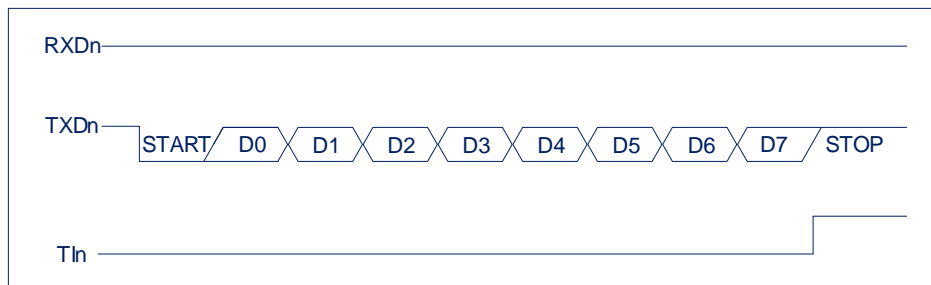 RXDn
TXDn
START D0 D1 D2 D3 D4 D5 D6 D7 STOP
TIn